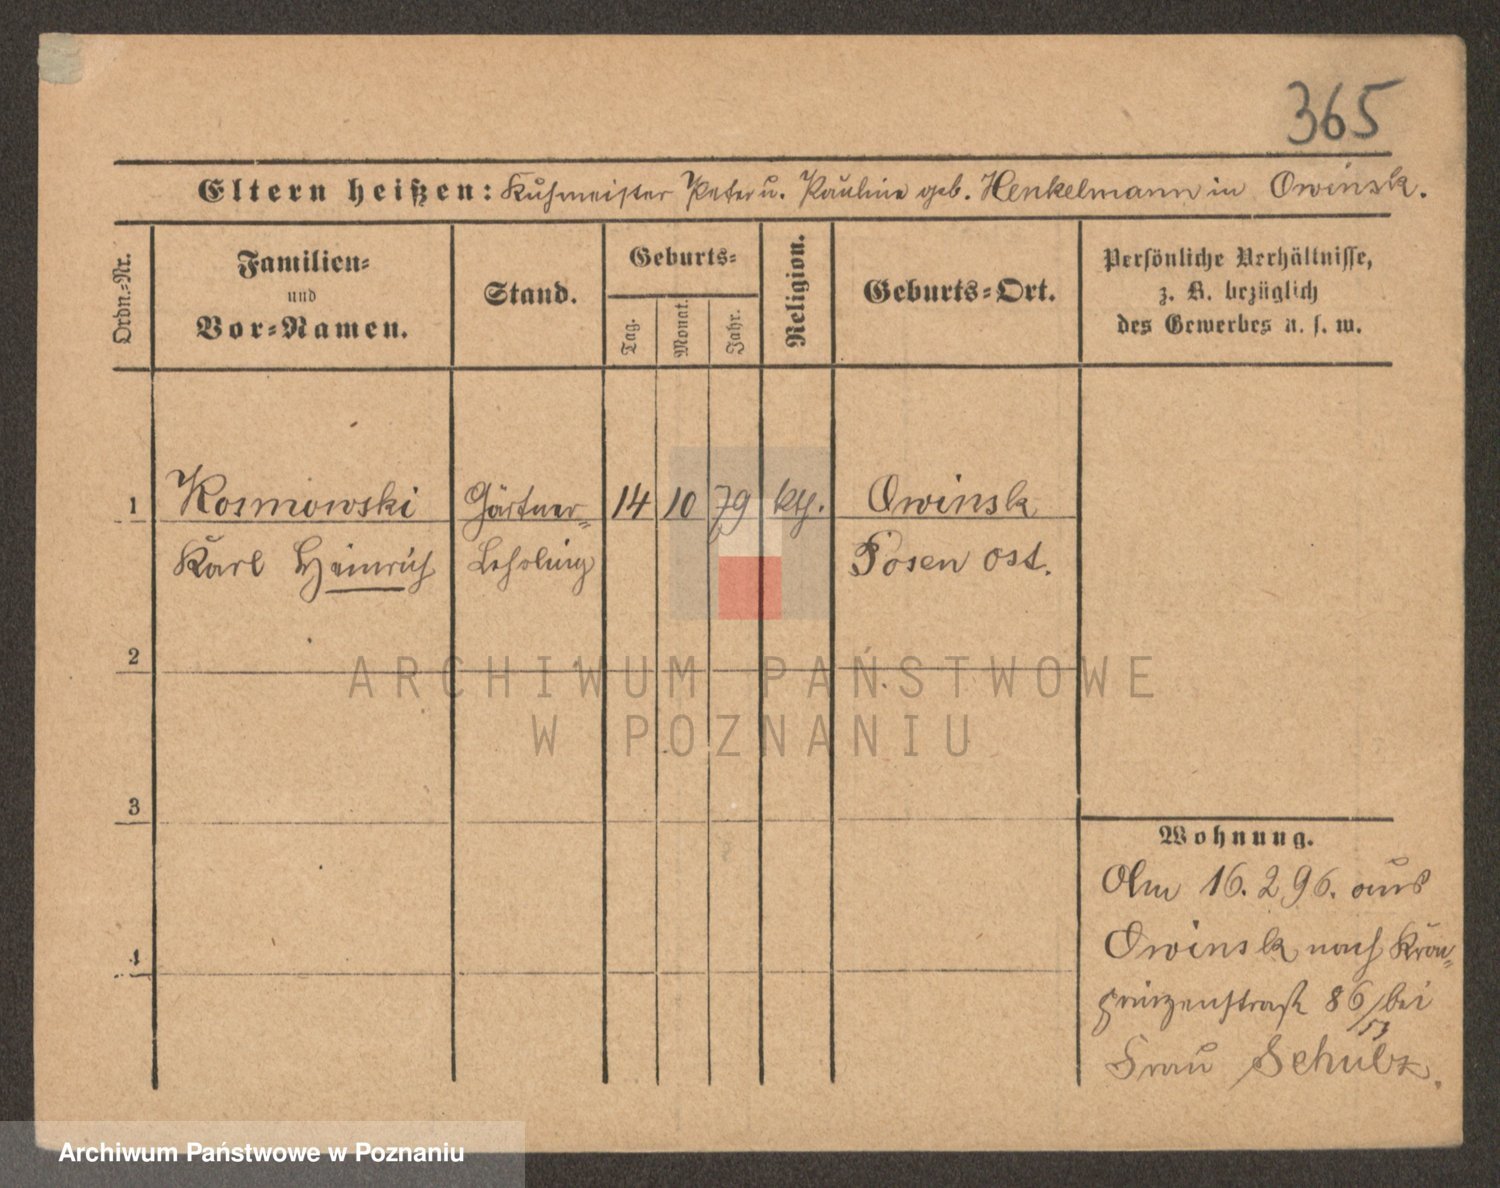 365
Eltern heißen: Kuhmeister Peter u. Pauline geb. Henkelmann in Owinsk.
Ordn.-Nr.
Familien-
und
Vor-Namen.
Stand.
Geburts-
Tag.
Monat.
Jahr.
Religion.
Geburts-Ort.
Persönliche Verhältnisse,
z. B. bezüglich
des Gewerbes u. s. w.
1 Kosmowski Gärtner- 14 10 79 kth. Owinsk
Karl Heinrich Lehrling Posen Ost.
2
3
4
Wohnung.
Am 16. 2 96. aus
Owinsk nach Kron-
prinzenstraße 86/bei
Frau Schulz.
ARCHIWUM PAŃSTWOWE
W POZNANIU
Archiwum Państwowe w Poznaniu